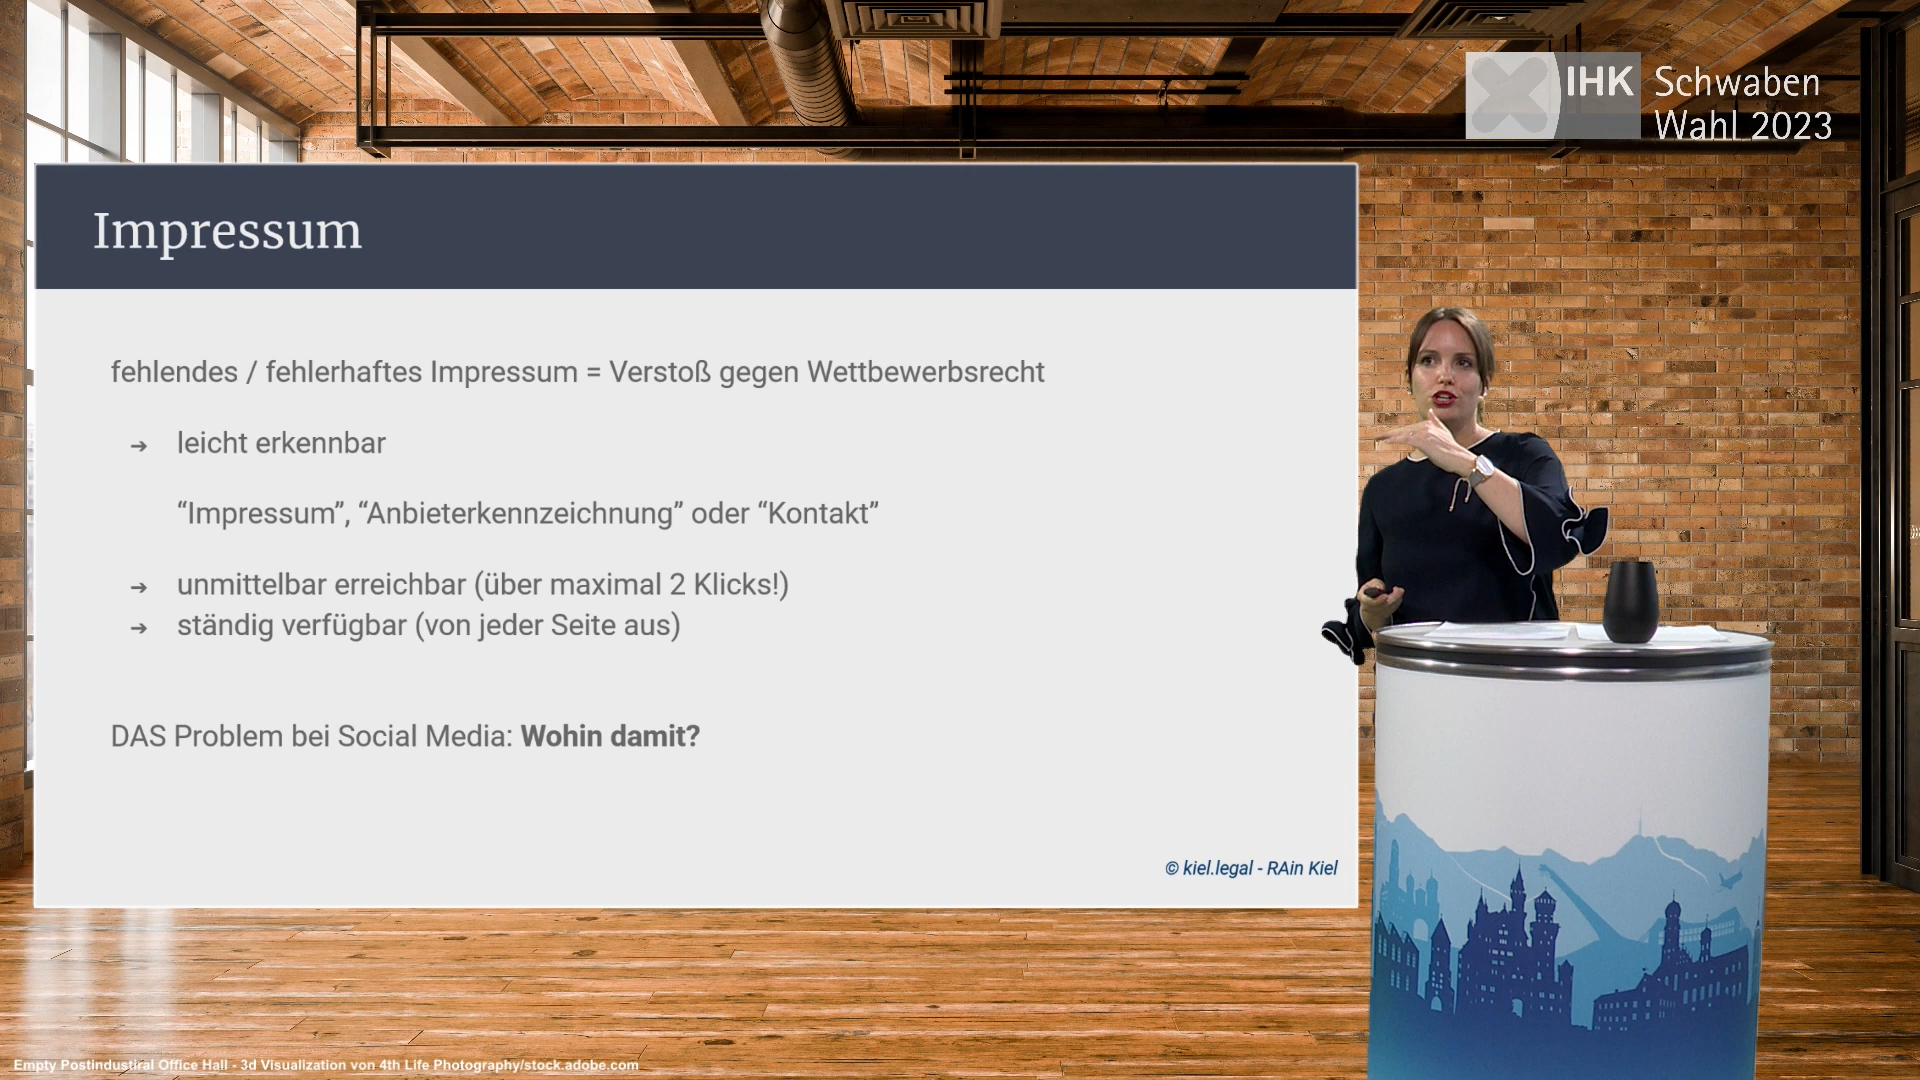 IHK Schwaben
Wahl 2023
Impressum
fehlendes / fehlerhaftes Impressum = Verstoß gegen Wettbewerbsrecht
➔ leicht erkennbar
“Impressum”, “Anbieterkennzeichnung” oder “Kontakt”
➔ unmittelbar erreichbar (über maximal 2 Klicks!)
➔ ständig verfügbar (von jeder Seite aus)
DAS Problem bei Social Media: Wohin damit?
© kiel.legal - RAin Kiel
Empty Postindustiral Office Hall - 3d Visualization von 4th Life Photography/stock.adobe.com